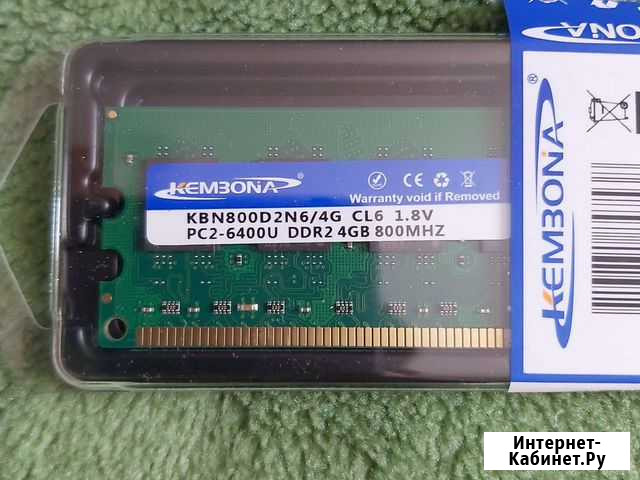 KEMBONA
KEMBONA ®
Warranty void if Removed
KBN800D2N6/4G CL6 1.8V
PC2-6400U DDR2 4GB 800MHZ
KEMBONA ®
Интернет-
Кабинет.Ру